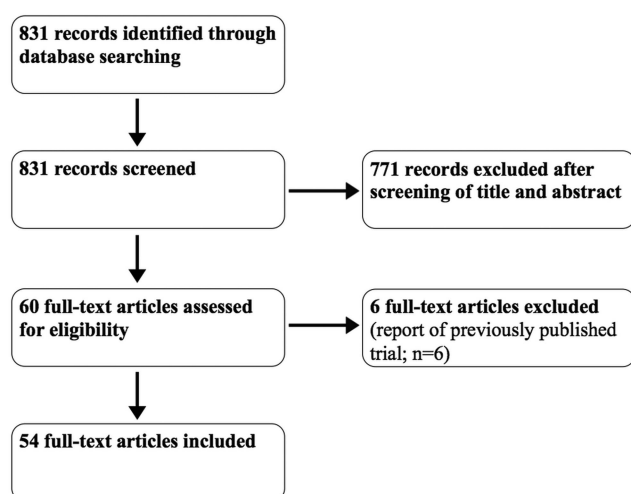 831 records identified through
database searching
831 records screened
771 records excluded after
screening of title and abstract
60 full-text articles assessed
for eligibility
6 full-text articles excluded
(report of previously published
trial; n=6)
54 full-text articles included